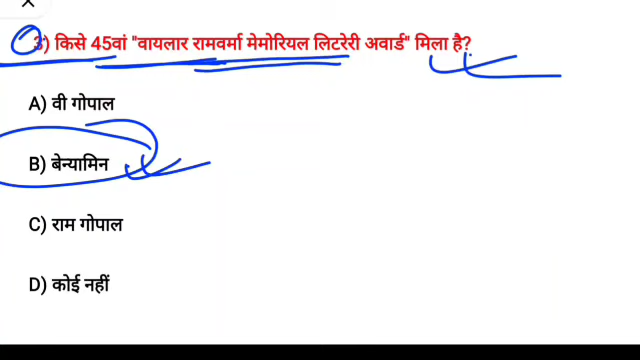 3) किसे 45वां "वायलार रामवर्मा मेमोरियल लिटरेरी अवार्ड" मिला है?
A) वी गोपाल
B) बेन्यामिन
C) राम गोपाल
D) कोई नहीं